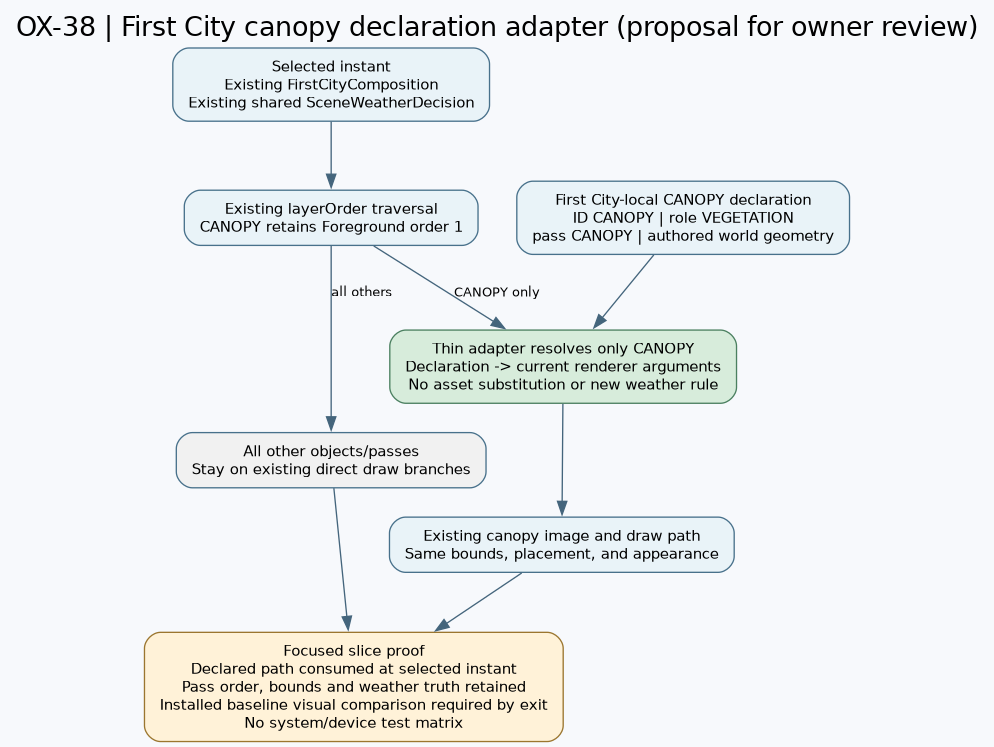 OX-38 | First City canopy declaration adapter (proposal for owner review)
Selected instant
Existing FirstCityComposition
Existing shared SceneWeatherDecision
Existing layerOrder traversal
CANOPY retains Foreground order 1
First City-local CANOPY declaration
ID CANOPY | role VEGETATION
pass CANOPY | authored world geometry
all others
CANOPY only
Thin adapter resolves only CANOPY
Declaration -> current renderer arguments
No asset substitution or new weather rule
All other objects/passes
Stay on existing direct draw branches
Existing canopy image and draw path
Same bounds, placement, and appearance
Focused slice proof
Declared path consumed at selected instant
Pass order, bounds and weather truth retained
Installed baseline visual comparison required by exit
No system/device test matrix